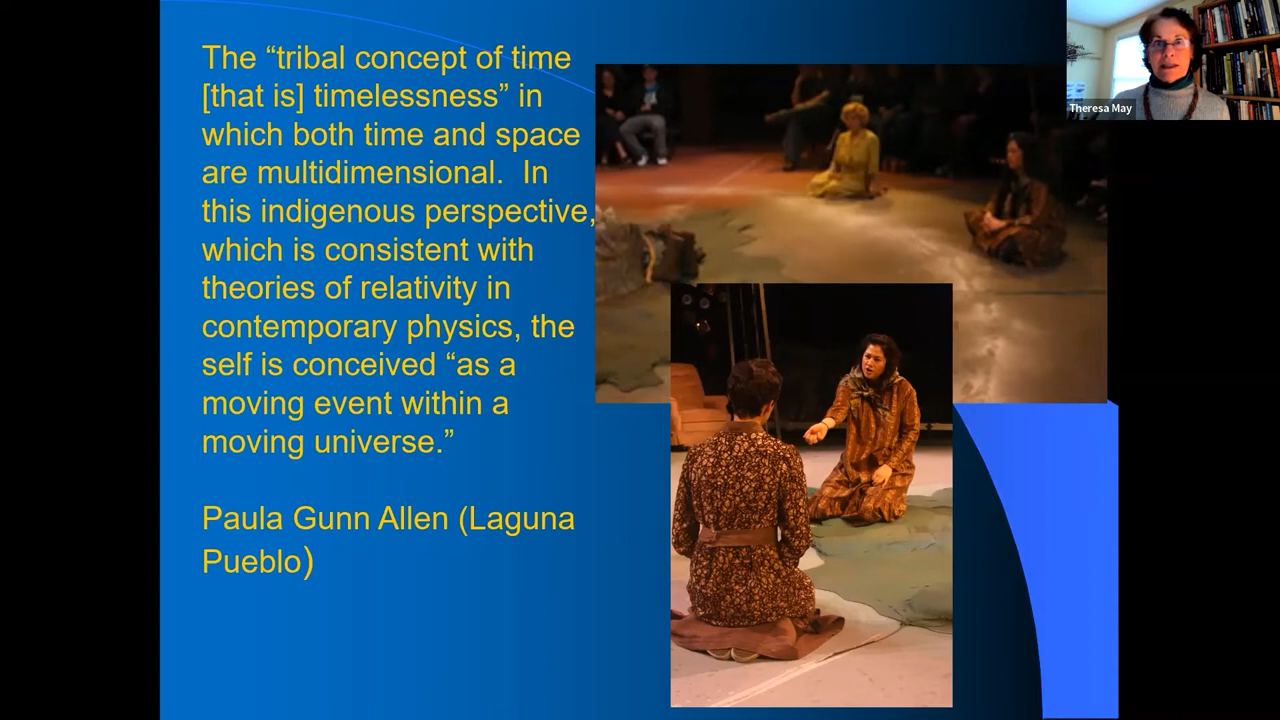 The “tribal concept of time
[that is] timelessness” in
which both time and space
are multidimensional.  In
this indigenous perspective,
which is consistent with
theories of relativity in
contemporary physics, the
self is conceived “as a
moving event within a
moving universe.”
Paula Gunn Allen (Laguna
Pueblo)
Theresa May